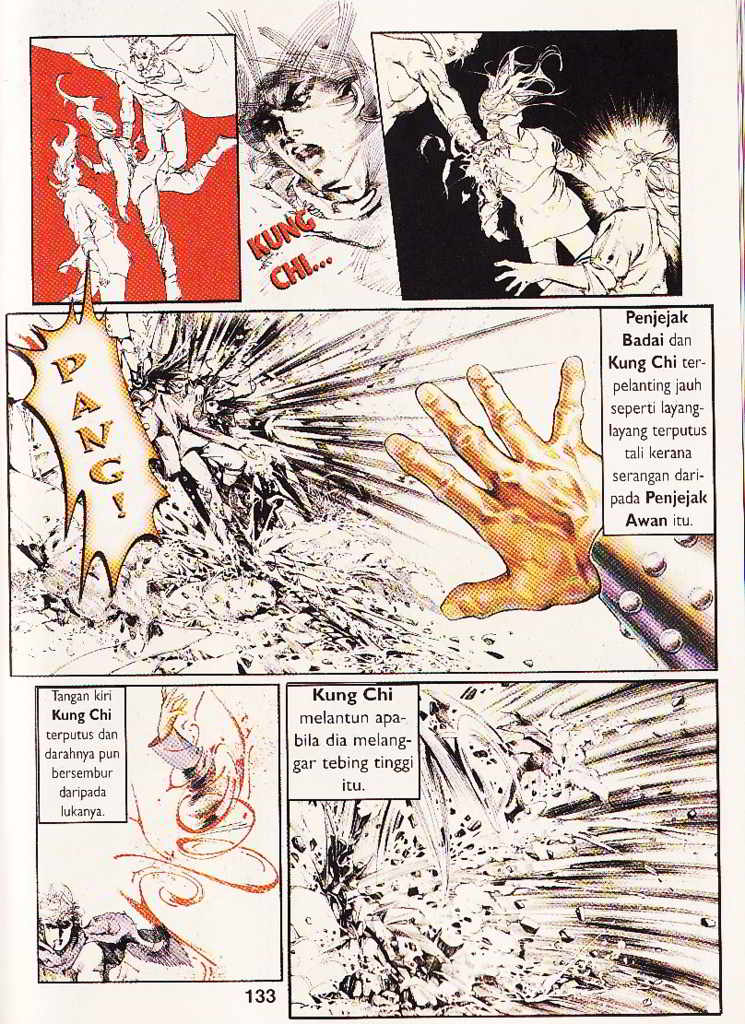 KUNG
CHI...
Penjejak
Badai dan
Kung Chi ter-
pelanting jauh
seperti layang-
layang terputus
tali kerana
serangan dari-
pada Penjejak
Awan itu.
PANG!
Tangan kiri
Kung Chi
terputus dan
darahnya pun
bersembur
daripada
lukanya.
Kung Chi
melantun apa-
bila dia melang-
gar tebing tinggi
itu.
133